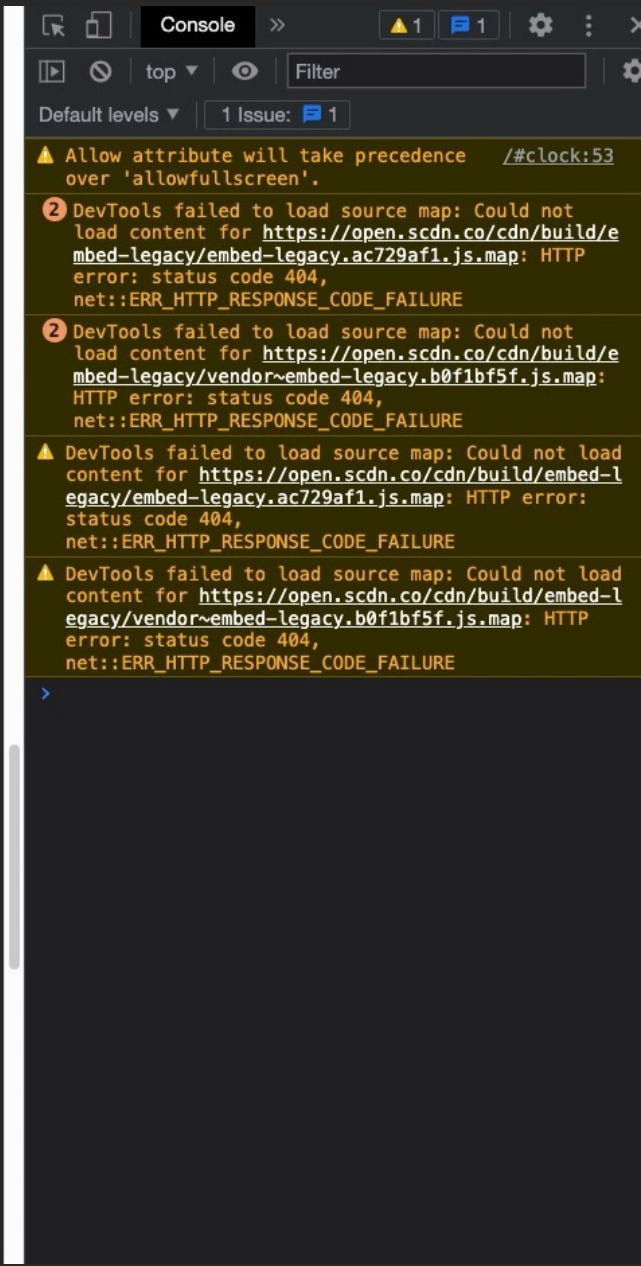 Console » 1 1
top ▼ Filter
Default levels ▼ 1 Issue: 1
Allow attribute will take precedence /#clock:53
over 'allowfullscreen'.
2 DevTools failed to load source map: Could not
load content for https://open.scdn.co/cdn/build/e
mbed-legacy/embed-legacy.ac729af1.js.map: HTTP
error: status code 404,
net::ERR_HTTP_RESPONSE_CODE_FAILURE
2 DevTools failed to load source map: Could not
load content for https://open.scdn.co/cdn/build/e
mbed-legacy/vendor~embed-legacy.b0f1bf5f.js.map:
HTTP error: status code 404,
net::ERR_HTTP_RESPONSE_CODE_FAILURE
DevTools failed to load source map: Could not load
content for https://open.scdn.co/cdn/build/embed-l
egacy/embed-legacy.ac729af1.js.map: HTTP error:
status code 404,
net::ERR_HTTP_RESPONSE_CODE_FAILURE
DevTools failed to load source map: Could not load
content for https://open.scdn.co/cdn/build/embed-l
egacy/vendor~embed-legacy.b0f1bf5f.js.map: HTTP
error: status code 404,
net::ERR_HTTP_RESPONSE_CODE_FAILURE
>